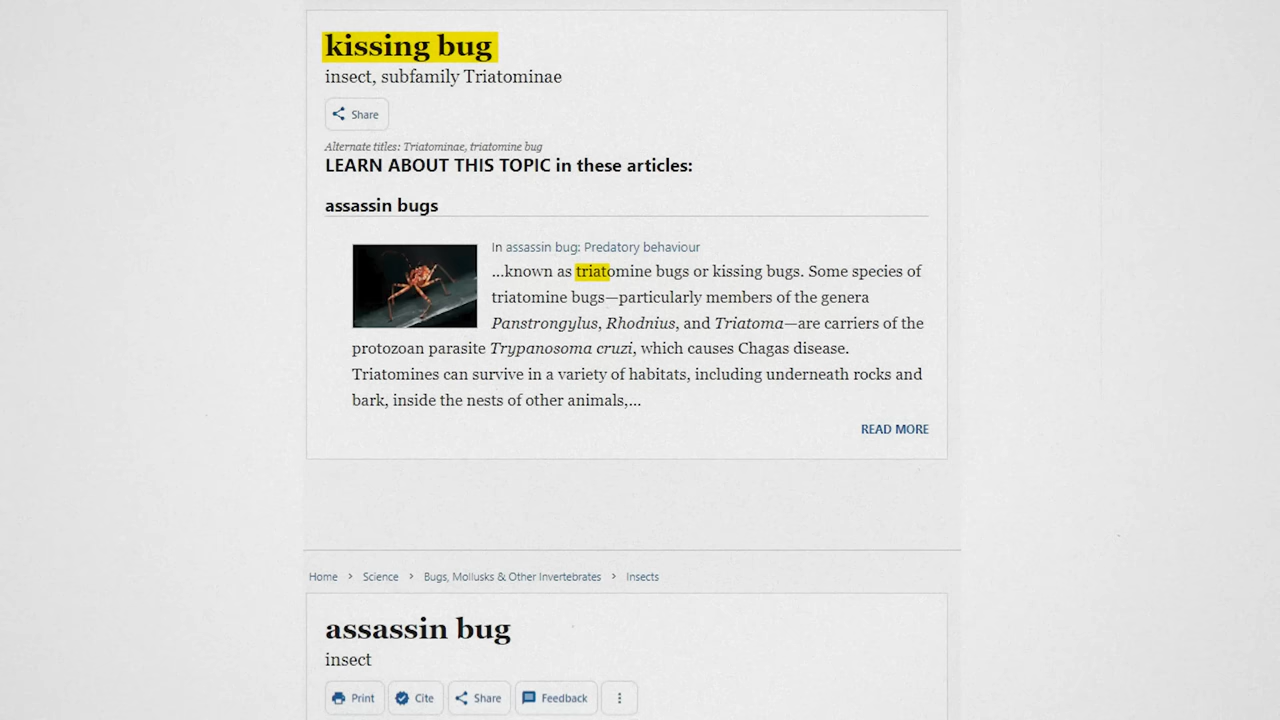 kissing bug
insect, subfamily Triatominae
Share
Alternate titles: Triatominae, triatomine bug
LEARN ABOUT THIS TOPIC in these articles:
assassin bugs
In assassin bug: Predatory behaviour
...known as triatomine bugs or kissing bugs. Some species of
triatomine bugs—particularly members of the genera
Panstrongylus, Rhodnius, and Triatoma—are carriers of the
protozoan parasite Trypanosoma cruzi, which causes Chagas disease.
Triatomines can survive in a variety of habitats, including underneath rocks and
bark, inside the nests of other animals,...
READ MORE
Home > Science > Bugs, Mollusks & Other Invertebrates > Insects
assassin bug
insect
Print Cite Share Feedback